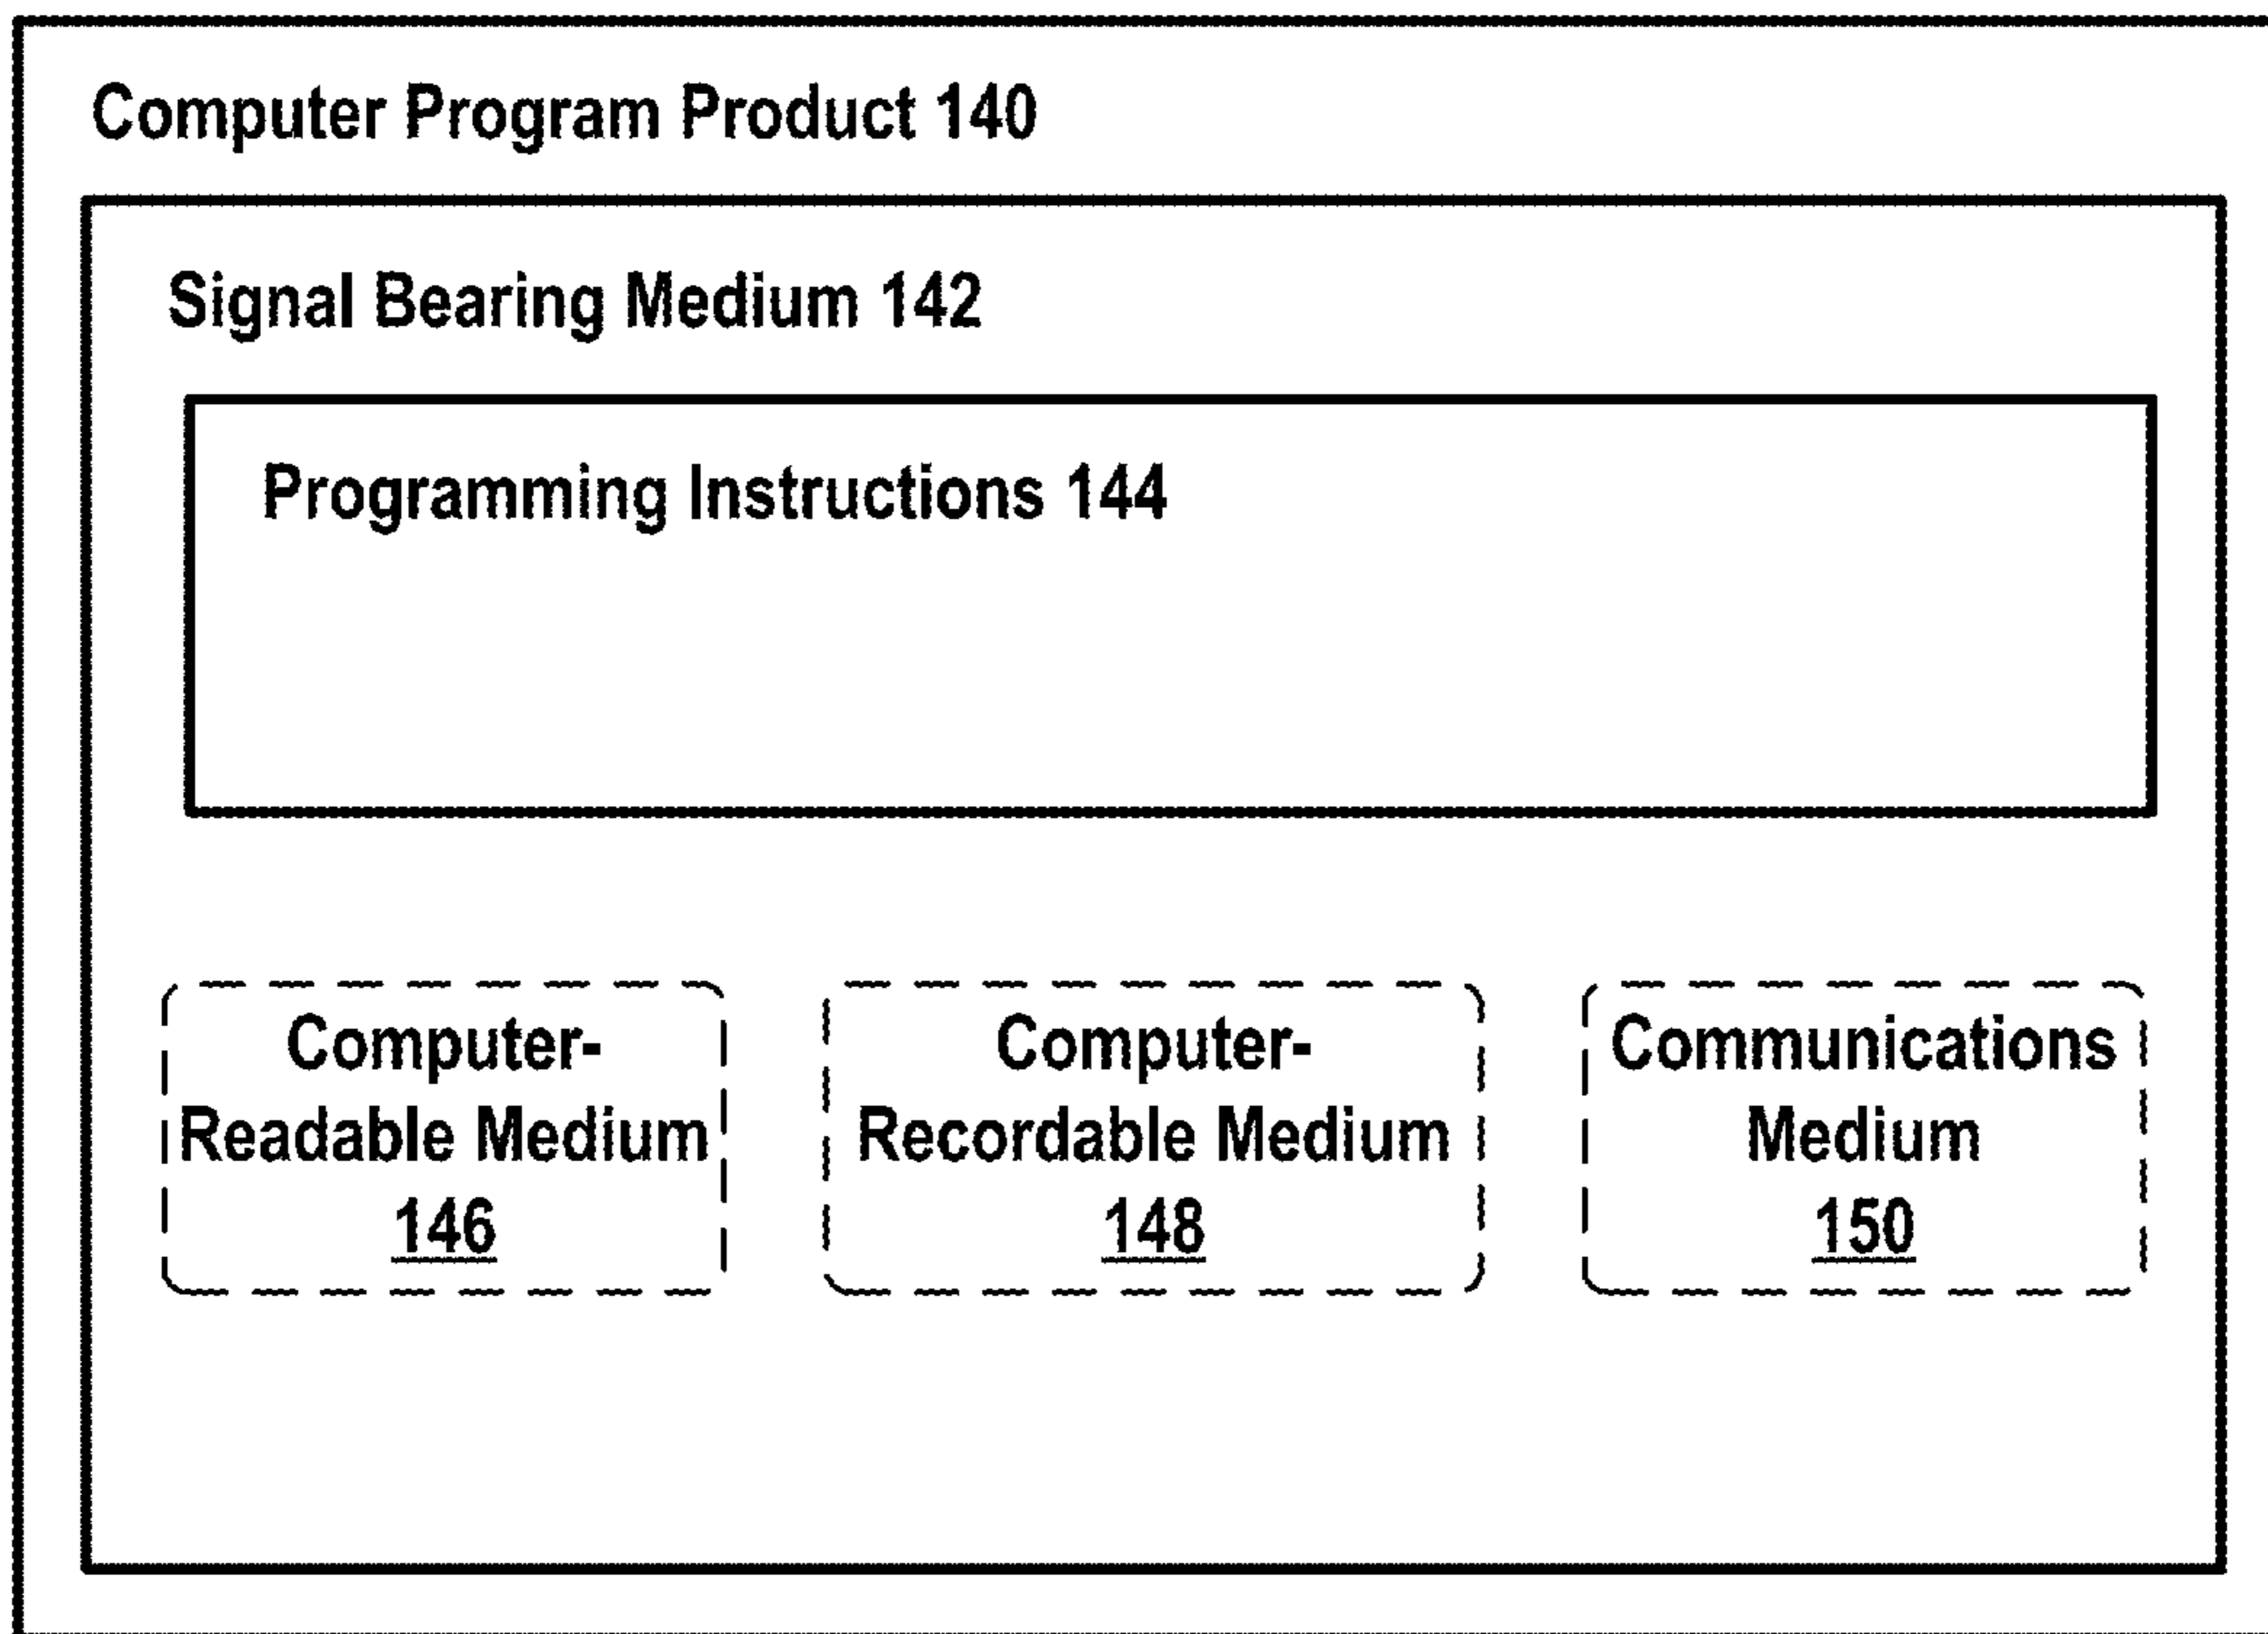 Computer Program Product 140
Signal Bearing Medium 142
Programming Instructions 144
Computer-
Readable Medium
146
Computer-
Recordable Medium
148
Communications
Medium
150